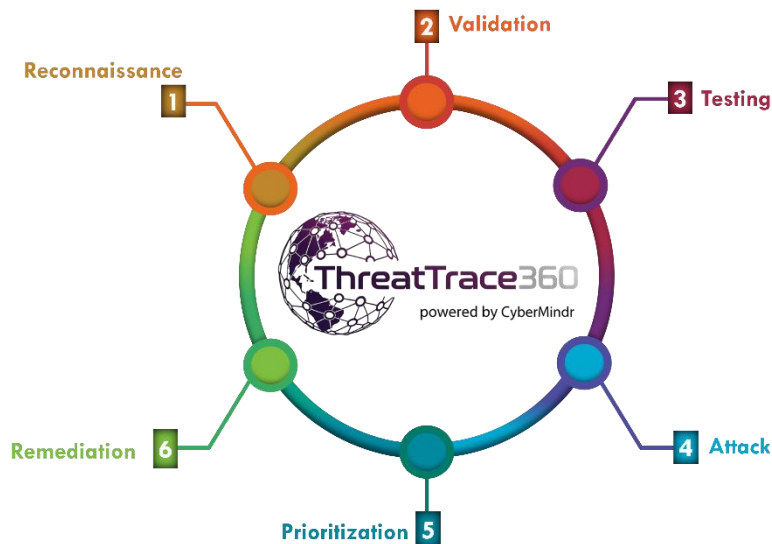 2 Validation
Reconnaissance
1
3 Testing
ThreatTrace360
powered by CyberMindr
Remediation 6
4 Attack
Prioritization 5